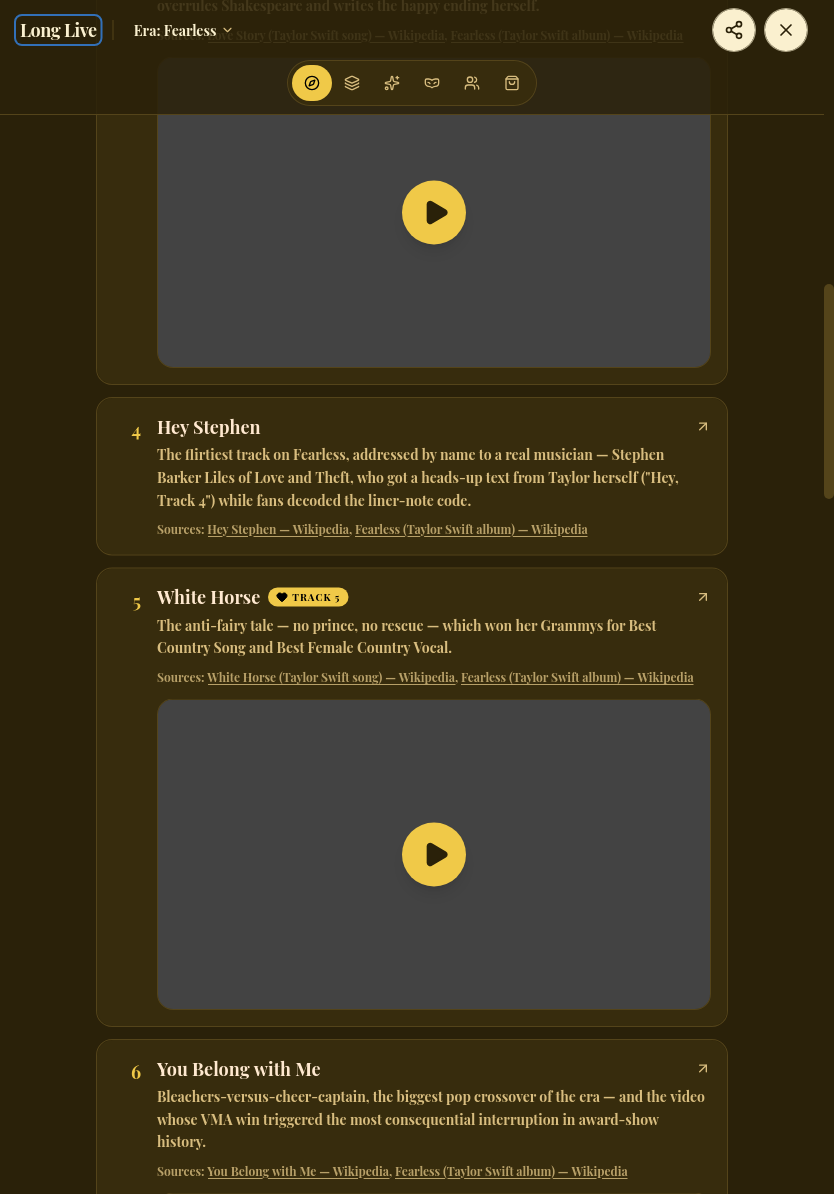 overrules Shakespeare and writes the happy ending herself.
Long Live
Era: Fearless
Sources: Love Story (Taylor Swift song) — Wikipedia, Fearless (Taylor Swift album) — Wikipedia
4
Hey Stephen
The flirtiest track on Fearless, addressed by name to a real musician — Stephen
Barker Liles of Love and Theft, who got a heads-up text from Taylor herself ("Hey,
Track 4") while fans decoded the liner-note code.
Sources: Hey Stephen — Wikipedia, Fearless (Taylor Swift album) — Wikipedia
5
White Horse TRACK 5
The anti-fairy tale — no prince, no rescue — which won her Grammys for Best
Country Song and Best Female Country Vocal.
Sources: White Horse (Taylor Swift song) — Wikipedia, Fearless (Taylor Swift album) — Wikipedia
6
You Belong with Me
Bleachers-versus-cheer-captain, the biggest pop crossover of the era — and the video
whose VMA win triggered the most consequential interruption in award-show
history.
Sources: You Belong with Me — Wikipedia, Fearless (Taylor Swift album) — Wikipedia